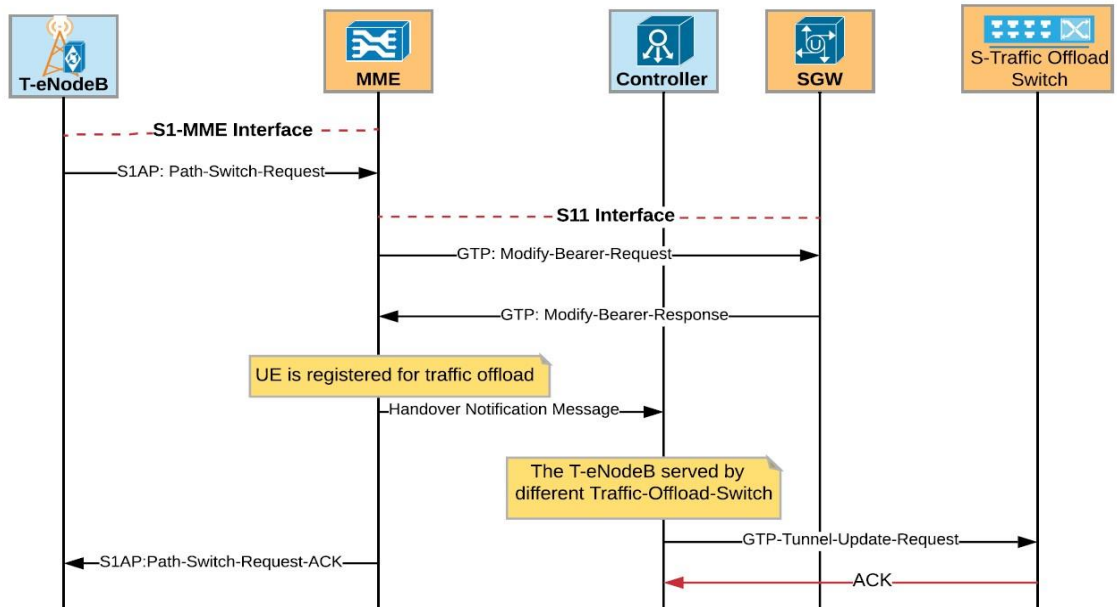 T-eNodeB
MME
Controller
SGW
S-Traffic Offload
Switch
S1-MME Interface
S1AP: Path-Switch-Request
S11 Interface
GTP: Modify-Bearer-Request
GTP: Modify-Bearer-Response
UE is registered for traffic offload
Handover Notification Message
The T-eNodeB served by
different Traffic-Offload-Switch
GTP-Tunnel-Update-Request
S1AP:Path-Switch-Request-ACK
ACK